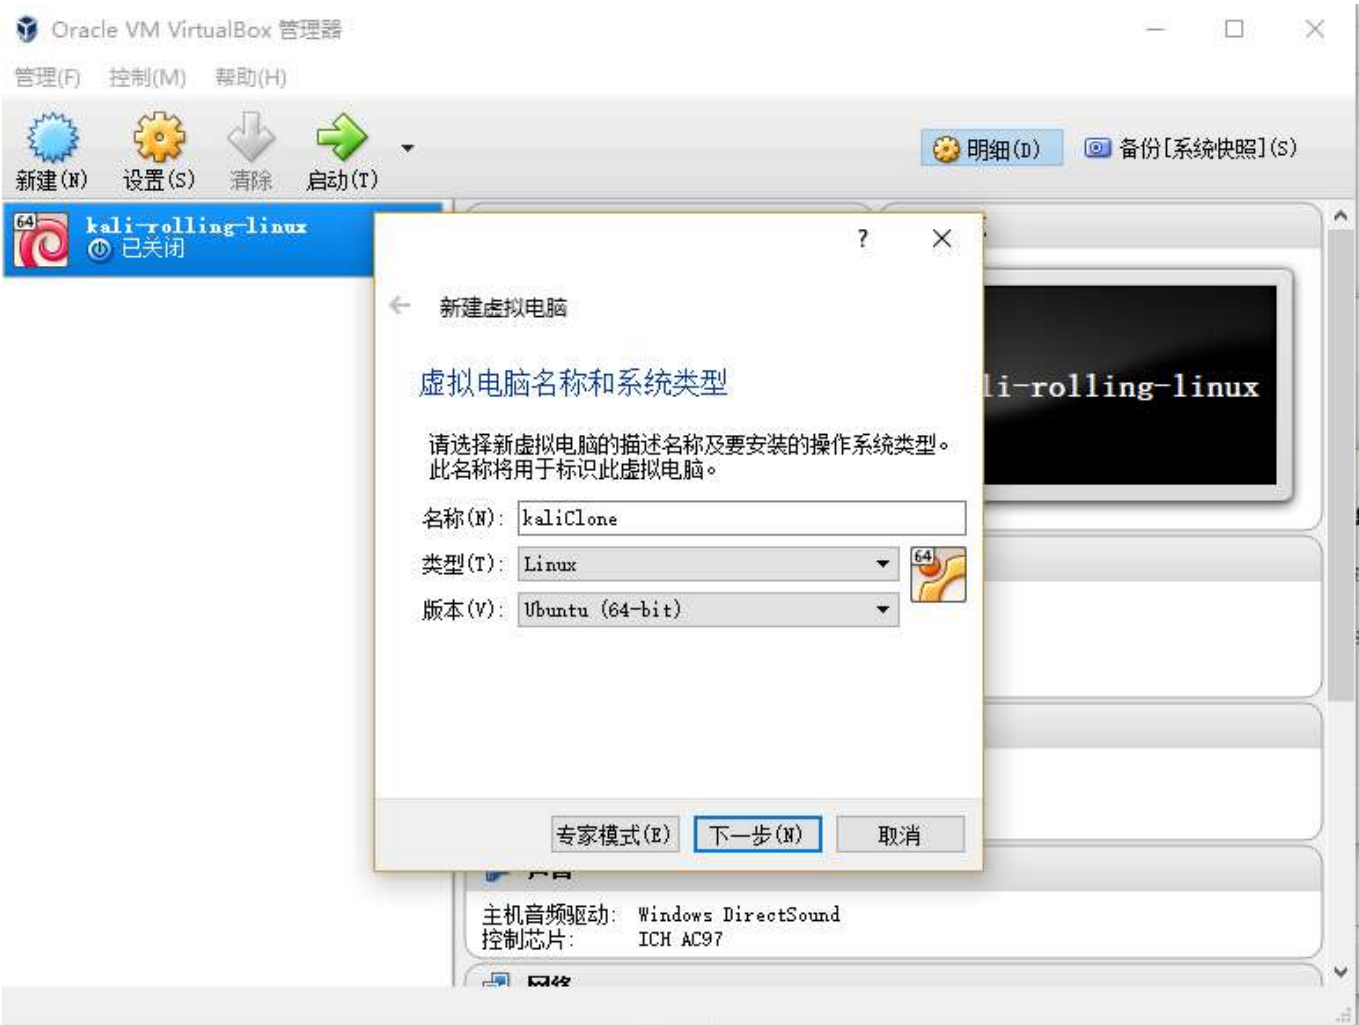 Oracle VM VirtualBox 管理器
管理(F) 控制(M) 帮助(H)
新建(N) 设置(S) 清除 启动(T)
明细(D) 备份[系统快照](S)
64
kali-rolling-linux
已关闭
?
新建虚拟电脑
虚拟电脑名称和系统类型
请选择新虚拟电脑的描述名称及要安装的操作系统类型。
此名称将用于标识此虚拟电脑。
名称(N): kaliClone
类型(T): Linux
64
版本(V): Ubuntu (64-bit)
专家模式(E) 下一步(N) 取消
li-rolling-linux
主机音频驱动: Windows DirectSound
控制芯片: ICH AC97
网络